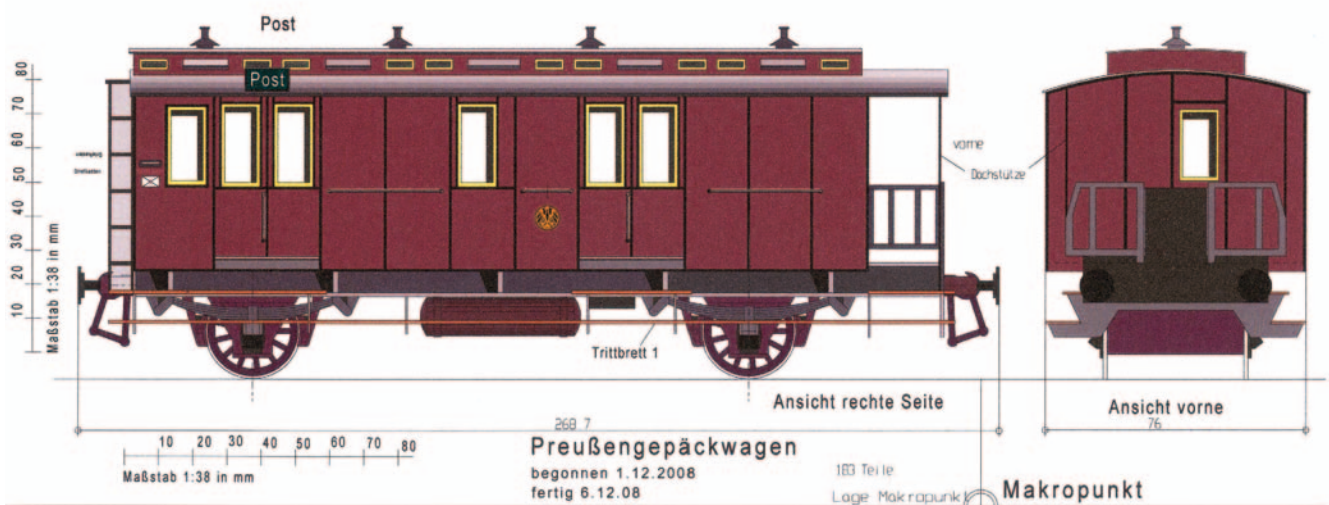 Post
Post
80
70
60
50
40
30
20
10
Maßstab 1:38 in mm
Briefkasten
vorne
Dachstütze
Trittbrett 1
Ansicht rechte Seite
Ansicht vorne
268 7
76
10 20 30 40 50 60 70 80
Maßstab 1:38 in mm
Preußengepäckwagen
begonnen 1.12.2008
fertig 6.12.08
183 Teile
Lage Makropunkt
Makropunkt